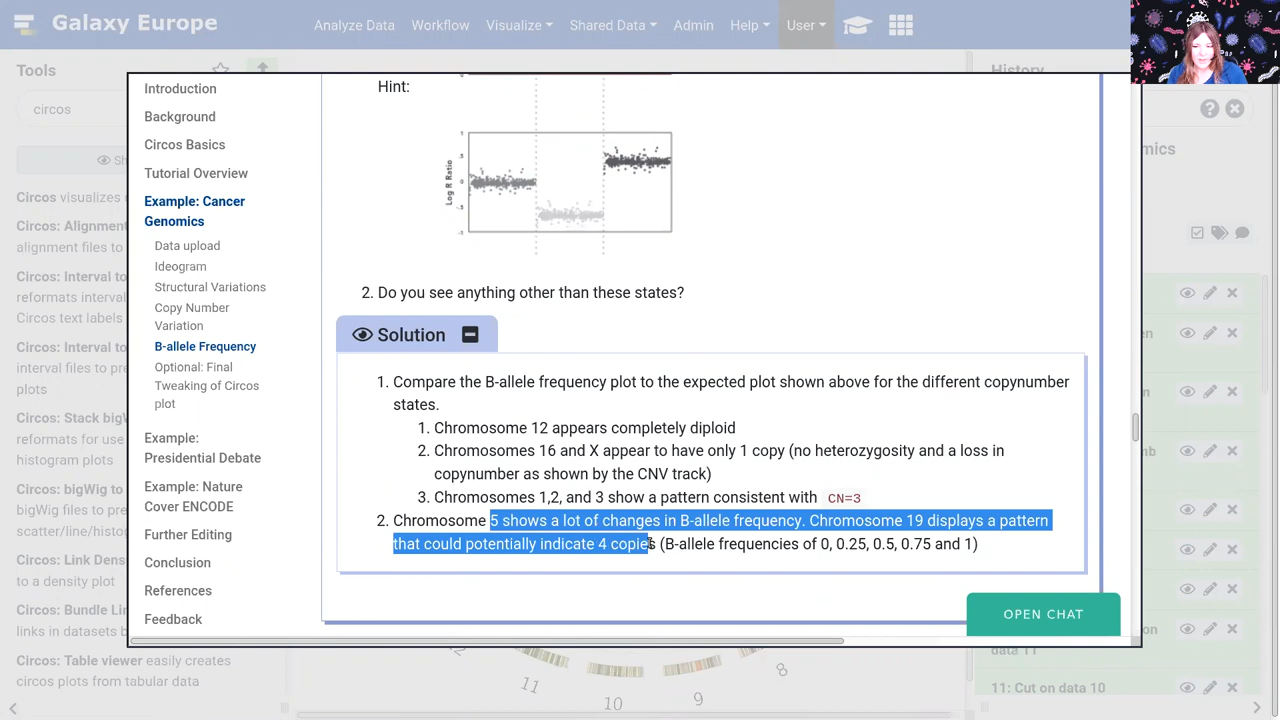 Galaxy Europe
Analyze Data Workflow Visualize Shared Data Admin Help User
Tools
History
circos
Introduction
Background
Circos Basics
Tutorial Overview
Example: Cancer
Genomics
Data upload
Ideogram
Structural Variations
Copy Number
Variation
B-allele Frequency
Optional: Final
Tweaking of Circos
plot
Example:
Presidential Debate
Example: Nature
Cover ENCODE
Further Editing
Conclusion
References
Feedback
Hint:
Log R Ratio
1
.5
0
-.5
-1
2. Do you see anything other than these states?
Solution
1. Compare the B-allele frequency plot to the expected plot shown above for the different copynumber
states.
1. Chromosome 12 appears completely diploid
2. Chromosomes 16 and X appear to have only 1 copy (no heterozygosity and a loss in
copynumber as shown by the CNV track)
3. Chromosomes 1,2, and 3 show a pattern consistent with CN=3
2. Chromosome 5 shows a lot of changes in B-allele frequency. Chromosome 19 displays a pattern
that could potentially indicate 4 copies (B-allele frequencies of 0, 0.25, 0.5, 0.75 and 1)
OPEN CHAT
Sh
Circos visualizes
Circos: Alignment
alignment files to
Circos: Interval to
reformats interval
Circos text labels
Circos: Interval to
interval files to pre
plots
Circos: Stack bigW
reformats for use
histogram plots
Circos: bigWig to
bigWig files to prep
scatter/line/histog
Circos: Link Dens
to a density plot
Circos: Bundle Lin
links in datasets b
Circos: Table viewer easily creates
circos plots from tabular data
mics
data 11
11: Cut on data 10
11
10
9
8